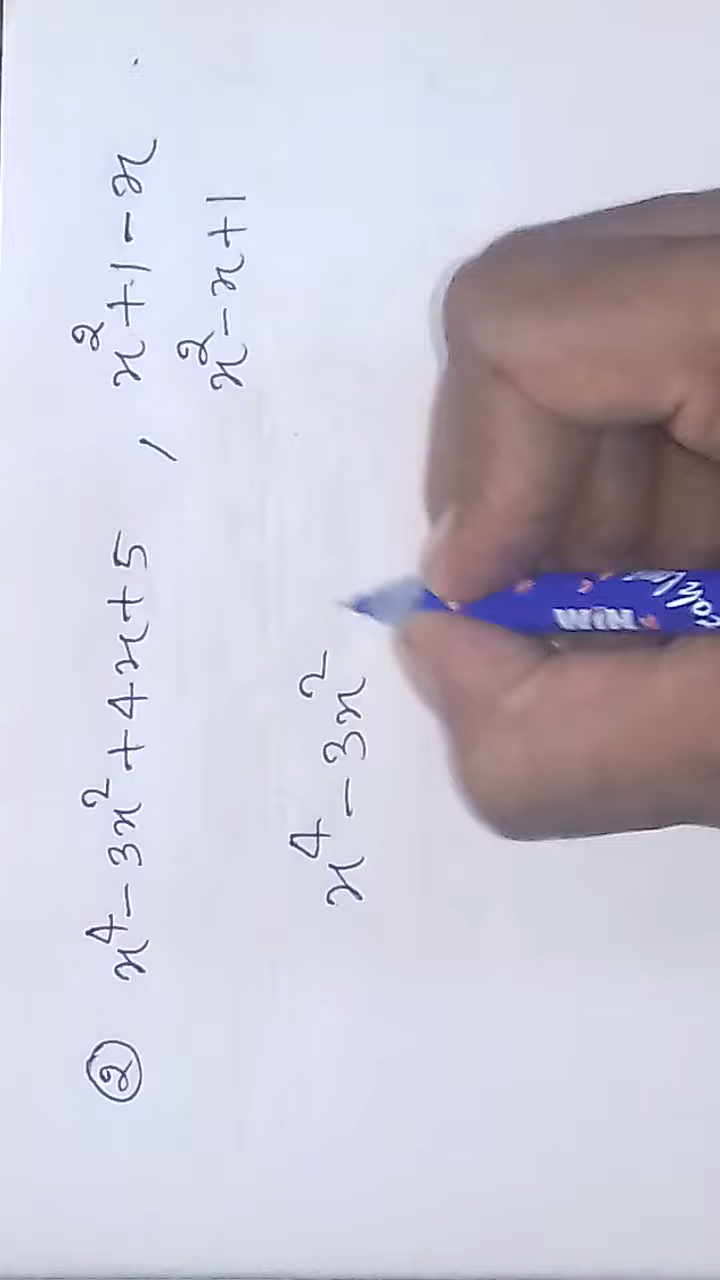 ② x⁴ - 3x² + 4x + 5 , x² + 1 - x
x² - x + 1
x⁴ - 3x²